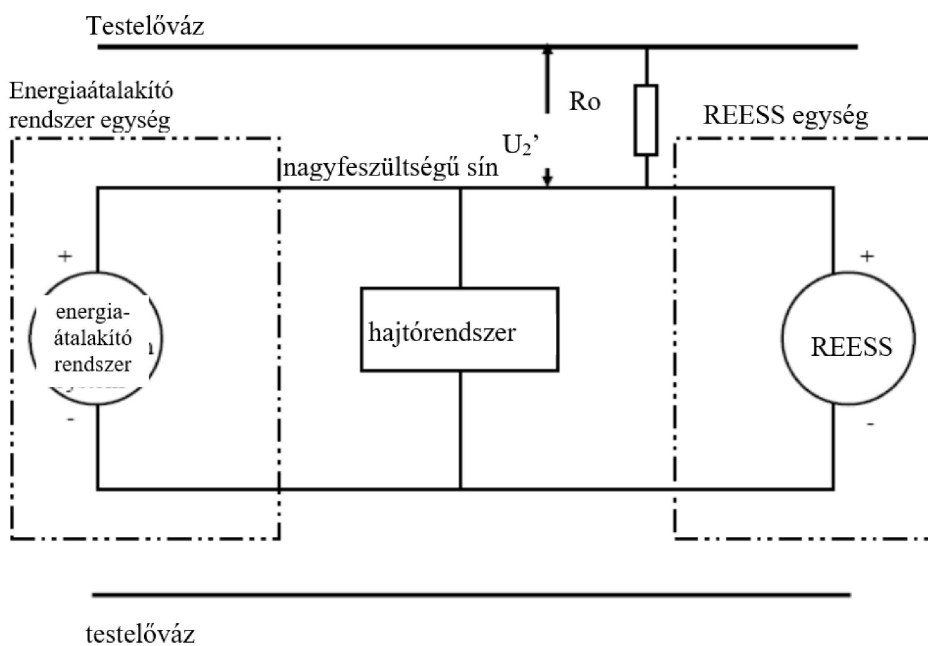 Testelőváz
Energiaátalakító
rendszer egység
Ro
REESS egység
U₂’
nagyfeszültségű sín
+
+
energia-
átalakító
rendszer
hajtórendszer
REESS
-
-
testelőváz